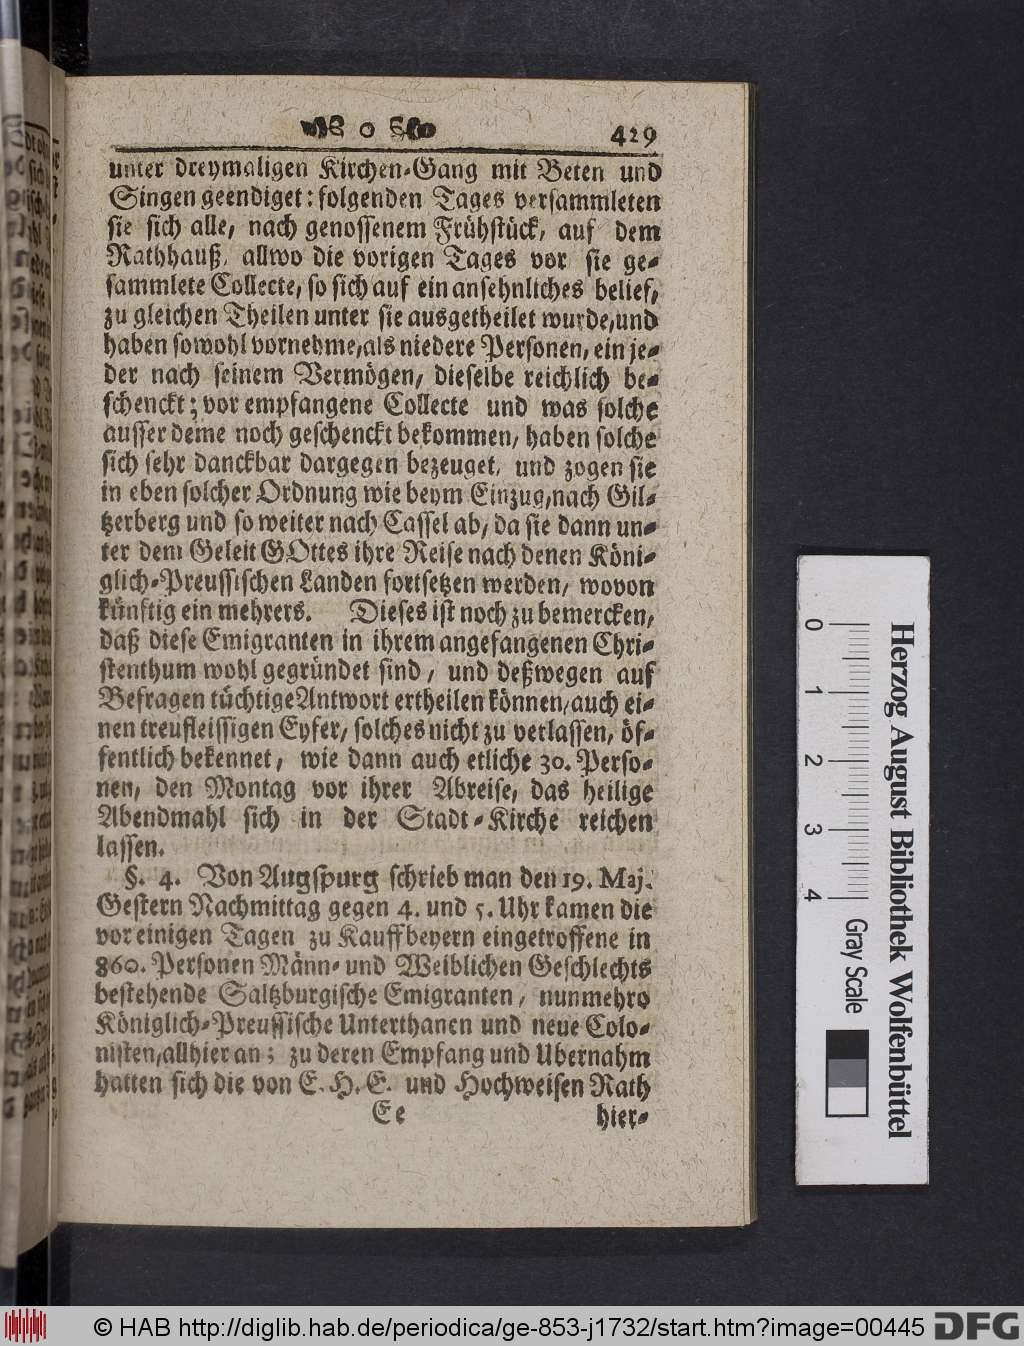 o 429
unter dreymaligen Kirchen-Gang mit Beten und
Singen geendiget: folgenden Tages versammleten
sie sich alle, nach genossenem Frühstück, auf dem
Rathhauß, allwo die vorigen Tages vor sie ge-
sammlete Collecte, so sich auf ein ansehnliches belief,
zu gleichen Theilen unter sie ausgetheilet wurde, und
haben sowohl vornehme, als niedere Personen, ein je-
der nach seinem Vermögen, dieselbe reichlich be-
schenckt; vor empfangene Collecte und was solche
ausser deme noch geschenckt bekommen, haben solche
sich sehr danckbar dargegen bezeuget, und zogen sie
in eben solcher Ordnung wie beym Einzug, nach Gil-
tzerberg und so weiter nach Cassel ab, da sie dann un-
ter dem Geleit GOttes ihre Reise nach denen Köni-
glich-Preussischen Landen fortsetzen werden, wovon
künftig ein mehrers. Dieses ist noch zu bemercken,
daß diese Emigranten in ihrem angefangenen Chri-
stenthum wohl gegründet sind, und deßwegen auf
Befragen tüchtige Antwort ertheilen können, auch ei-
nen treufleissigen Eyfer, solches nicht zu verlassen, öf-
fentlich bekennet, wie dann auch etliche 30. Perso-
nen, den Montag vor ihrer Abreise, das heilige
Abendmahl sich in der Stadt-Kirche reichen
lassen.
§. 4. Von Augspurg schrieb man den 19. Maj.
Gestern Nachmittag gegen 4. und 5. Uhr kamen die
vor einigen Tagen zu Kauffbeyern eingetroffene in
860. Personen Männ- und Weiblichen Geschlechts
bestehende Saltzburgische Emigranten, nunmehro
Königlich-Preussische Unterthanen und neue Colo-
nisten, allhier an; zu deren Empfang und Ubernahm
hatten sich die von E. H. E. und Hochweisen Rath
Ee hier-
0 1 2 3 4
Gray Scale
Herzog August Bibliothek Wolfenbüttel
© HAB http://diglib.hab.de/periodica/ge-853-j1732/start.htm?image=00445 DFG